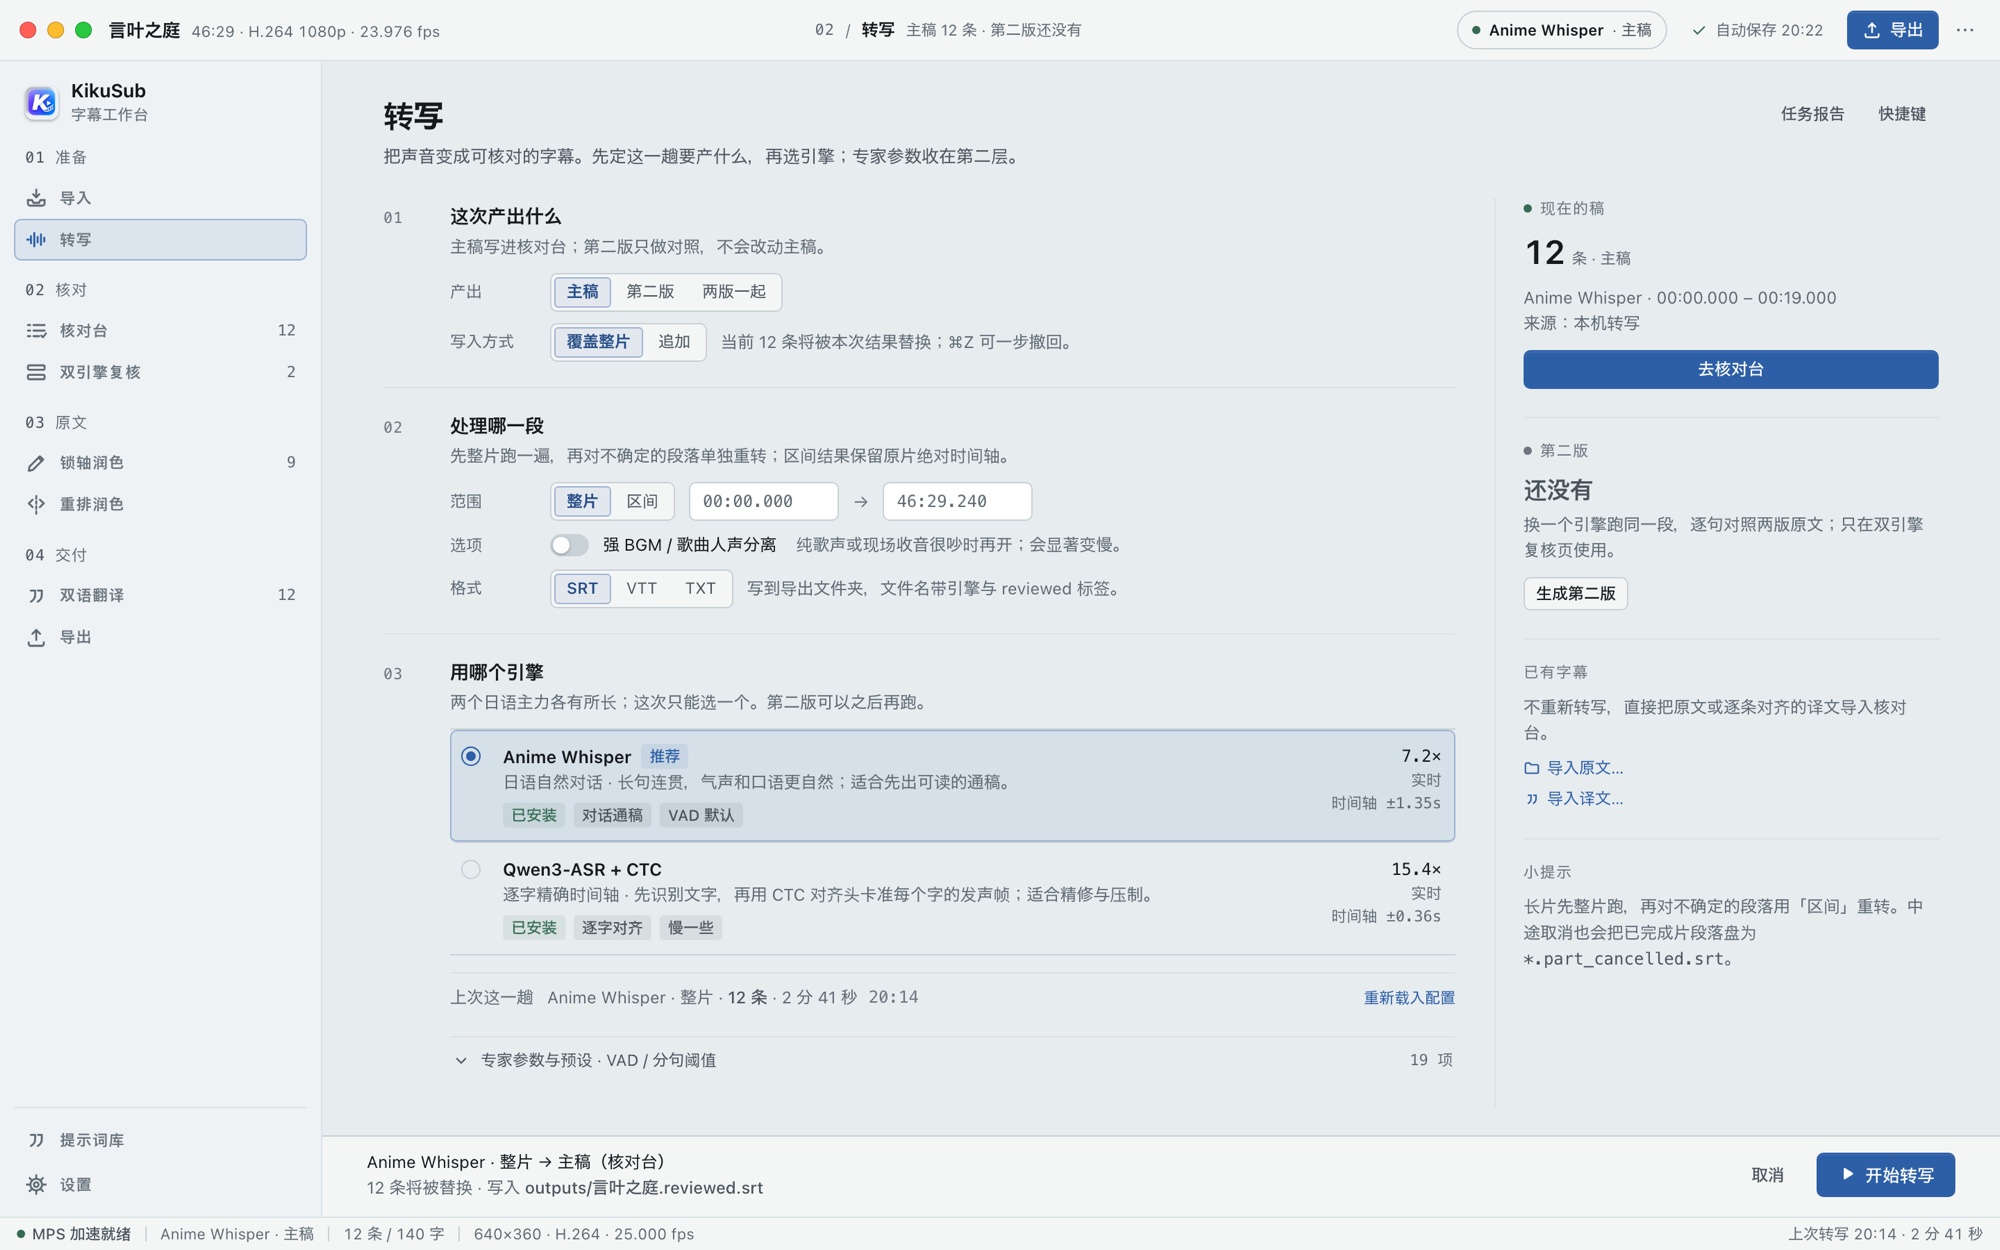 言叶之庭 46:29 · H.264 1080p · 23.976 fps
02 / 转写 主稿 12 条 · 第二版还没有
Anime Whisper · 主稿
自动保存 20:22
导出
KikuSub
字幕工作台
01 准备
导入
转写
02 核对
核对台 12
双引擎复核 2
03 原文
锁轴润色 9
重排润色
04 交付
双语翻译 12
导出
提示词库
设置
转写
任务报告 快捷键
把声音变成可核对的字幕。先定这一趟要产什么，再选引擎；专家参数收在第二层。
01 这次产出什么
主稿写进核对台；第二版只做对照，不会改动主稿。
产出 主稿 第二版 两版一起
写入方式 覆盖整片 追加 当前 12 条将被本次结果替换；⌘Z 可一步撤回。
02 处理哪一段
先整片跑一遍，再对不确定的段落单独重转；区间结果保留原片绝对时间轴。
范围 整片 区间 00:00.000 → 46:29.240
选项 强 BGM / 歌曲人声分离 纯歌声或现场收音很吵时再开；会显著变慢。
格式 SRT VTT TXT 写到导出文件夹，文件名带引擎与 reviewed 标签。
03 用哪个引擎
两个日语主力各有所长；这次只能选一个。第二版可以之后再跑。
Anime Whisper 推荐 7.2×
日语自然对话 · 长句连贯，气声和口语更自然；适合先出可读的通稿。 实时
已安装 对话通稿 VAD 默认 时间轴 ±1.35s
Qwen3-ASR + CTC 15.4×
逐字精确时间轴 · 先识别文字，再用 CTC 对齐头卡准每个字的发声帧；适合精修与压制。 实时
已安装 逐字对齐 慢一些 时间轴 ±0.36s
上次这一趟 Anime Whisper · 整片 · 12 条 · 2 分 41 秒 20:14 重新载入配置
专家参数与预设 · VAD / 分句阈值 19 项
现在的稿
12 条 · 主稿
Anime Whisper · 00:00.000 – 00:19.000
来源：本机转写
去核对台
第二版
还没有
换一个引擎跑同一段，逐句对照两版原文；只在双引擎
复核页使用。
生成第二版
已有字幕
不重新转写，直接把原文或逐条对齐的译文导入核对
台。
导入原文…
导入译文…
小提示
长片先整片跑，再对不确定的段落用「区间」重转。中
途取消也会把已完成片段落盘为
*.part_cancelled.srt。
Anime Whisper · 整片 → 主稿（核对台）
12 条将被替换 · 写入 outputs/言叶之庭.reviewed.srt
取消 开始转写
MPS 加速就绪 Anime Whisper · 主稿 12 条 / 140 字 640×360 · H.264 · 25.000 fps
上次转写 20:14 · 2 分 41 秒